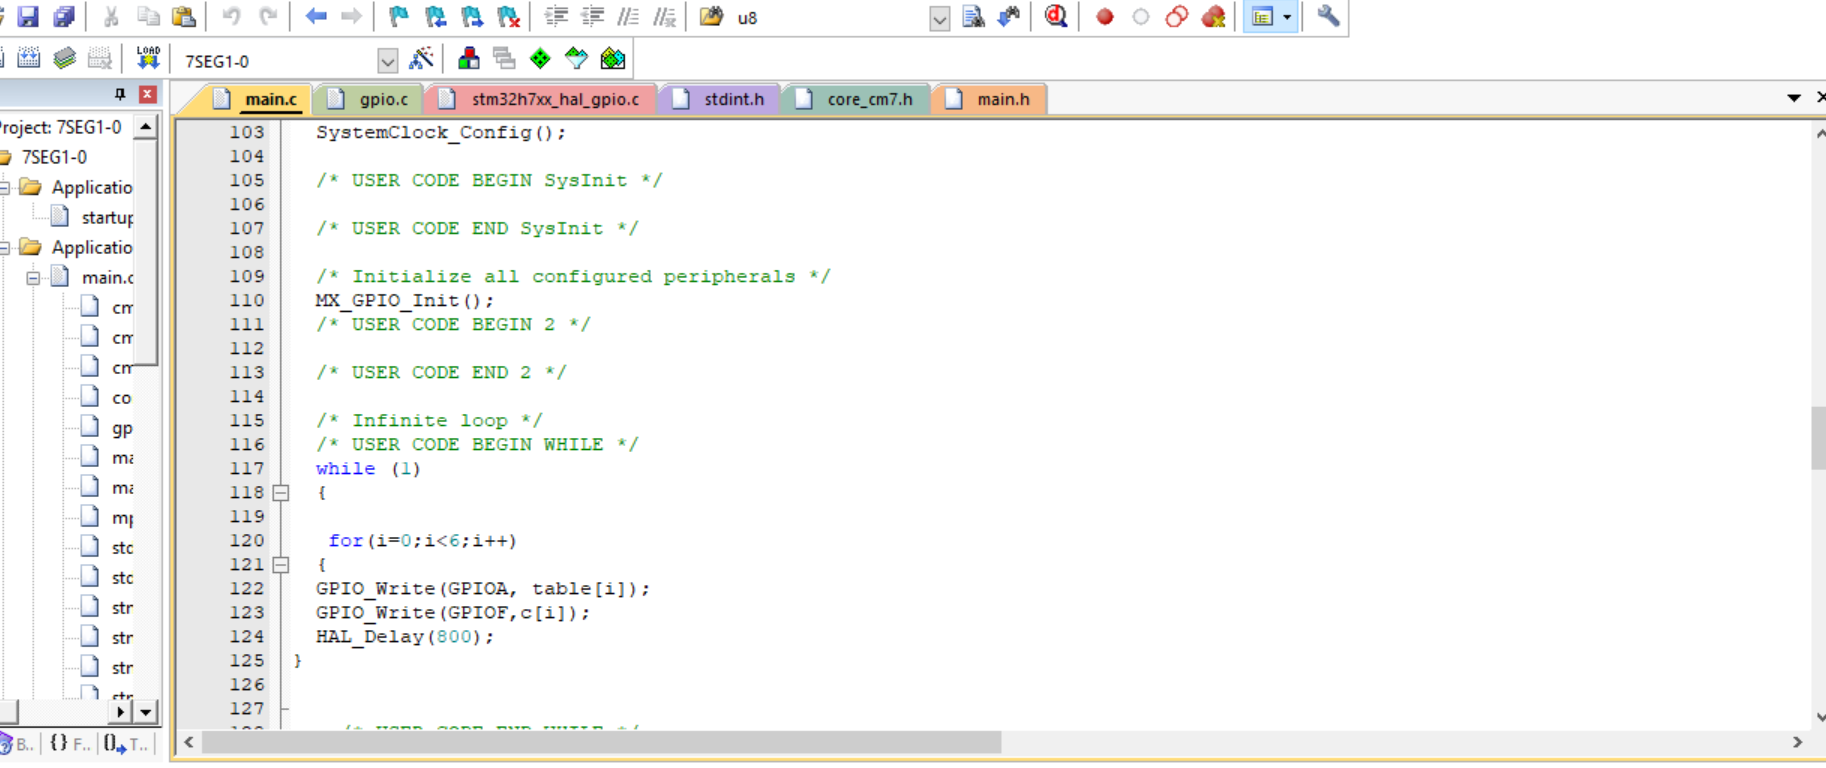 u8
LOAD
7SEG1-0
main.c
gpio.c
stm32h7xx_hal_gpio.c
stdint.h
core_cm7.h
main.h
roject: 7SEG1-0
7SEG1-0
Applicatio
startup
Applicatio
main.c
cm
cm
cm
co
gp
ma
ma
mp
std
std
str
str
str
str
B..
{} F..
T..
103 SystemClock_Config();
104
105 /* USER CODE BEGIN SysInit */
106
107 /* USER CODE END SysInit */
108
109 /* Initialize all configured peripherals */
110 MX_GPIO_Init();
111 /* USER CODE BEGIN 2 */
112
113 /* USER CODE END 2 */
114
115 /* Infinite loop */
116 /* USER CODE BEGIN WHILE */
117 while (1)
118 {
119
120 for(i=0;i<6;i++)
121 {
122 GPIO_Write(GPIOA, table[i]);
123 GPIO_Write(GPIOF,c[i]);
124 HAL_Delay(800);
125 }
126
127